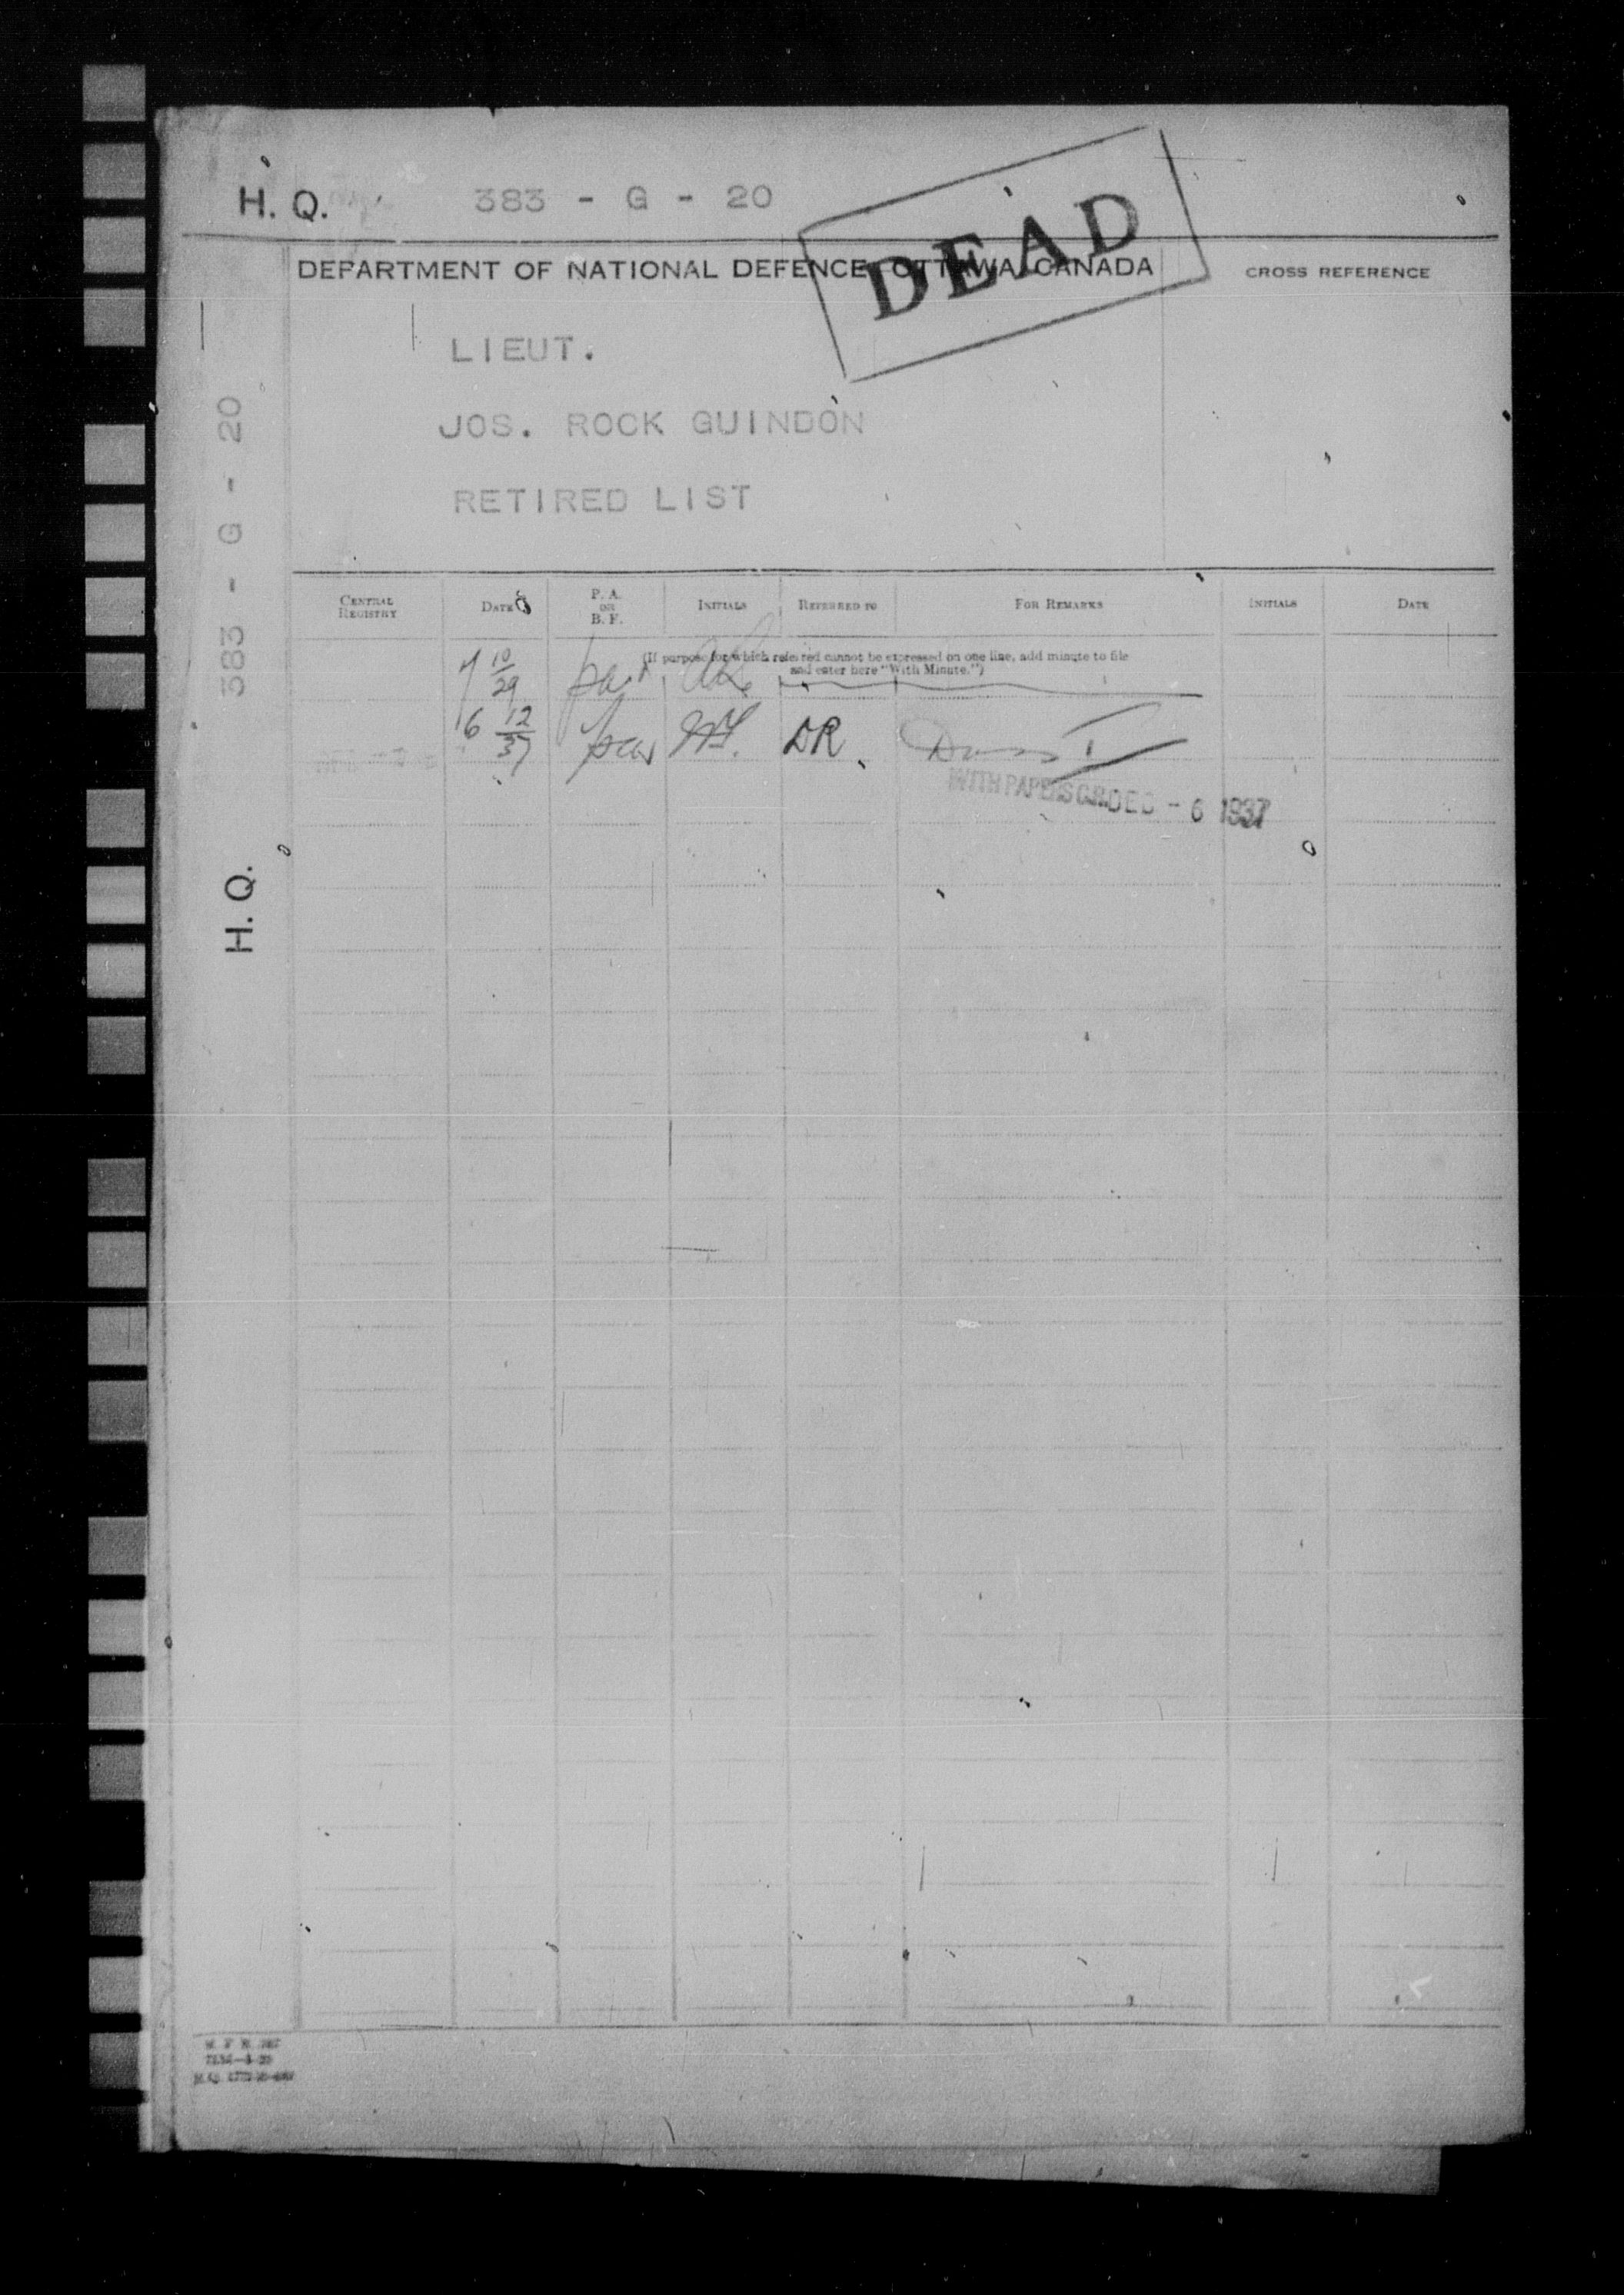 H. Q. 383 - G - 20
DEAD
DEPARTMENT OF NATIONAL DEFENCE, OTTAWA, CANADA
CROSS REFERENCE
LIEUT.
JOS. ROCK GUINDON
RETIRED LIST
383 - G - 20
H. Q.
CENTRAL REGISTRY
DATE
P. A. OR B. F.
INITIALS
REFERRED TO
FOR REMARKS
INITIALS
DATE
(If purpose for which referred cannot be expressed on one line, add minute to file
and enter here "With Minute.")
7 10/29 pa
6 12/37 DR
WITH PAPERS C.R. DEC - 6 1937